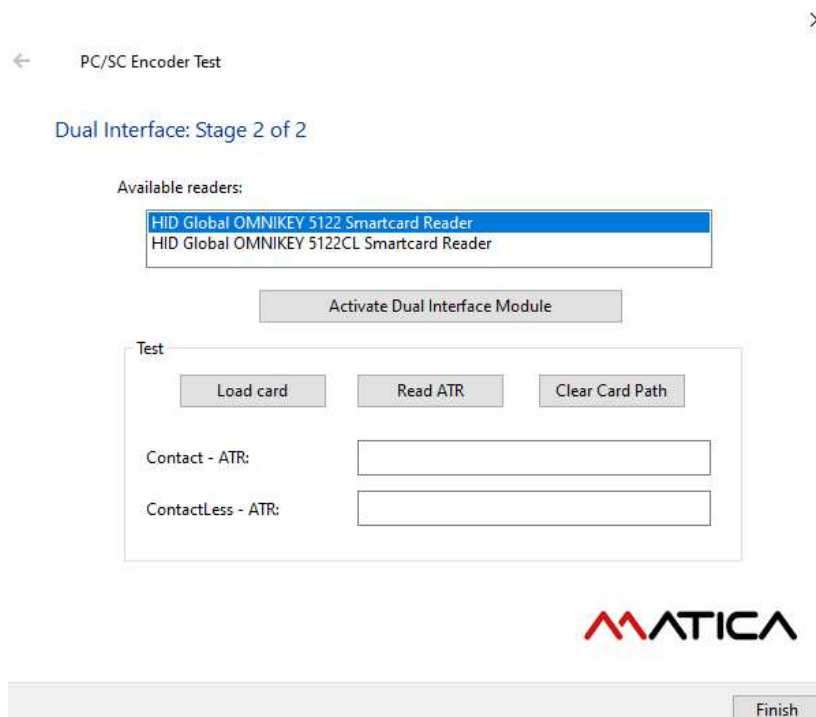 PC/SC Encoder Test
Dual Interface: Stage 2 of 2
Available readers:
HID Global OMNIKEY 5122 Smartcard Reader
HID Global OMNIKEY 5122CL Smartcard Reader
Activate Dual Interface Module
Test
Load card Read ATR Clear Card Path
Contact - ATR:
ContactLess - ATR:
MATICA
Finish